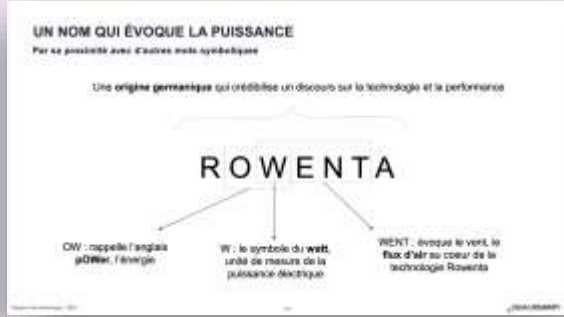 UN NOM QUI ÉVOQUE LA PUISSANCE
Par sa proximité avec d'autres mots symboliques
Une origine germanique qui crédibilise un discours sur la technologie et la performance
ROWENTA
OW : rappelle l'anglais
pOWer, l'énergie
W : le symbole du watt,
unité de mesure de la
puissance électrique
WENT : évoque le vent, le
flux d'air au coeur de la
technologie Rowenta